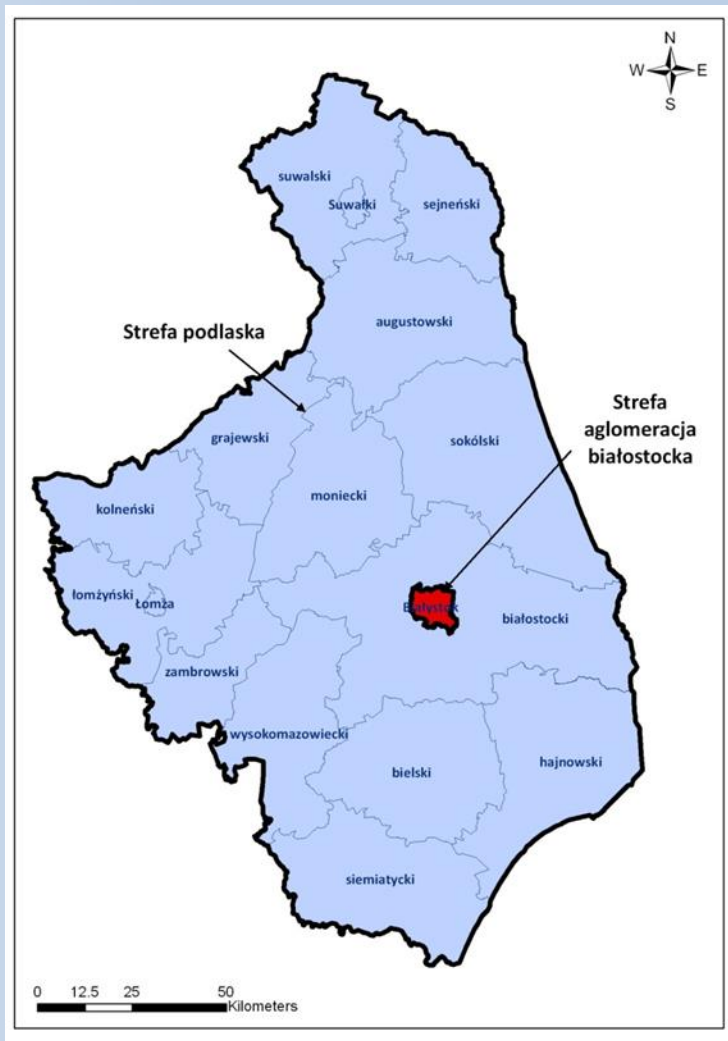 N
W E
S
suwalski
Suwałki
sejneński
augustowski
Strefa podlaska
Strefa
aglomeracja
białostocka
grajewski
sokólski
moniecki
kolneński
łomżyński
Łomża
Białystok
białostocki
zambrowski
wysokomazowiecki
bielski
hajnowski
siemiatycki
0 12.5 25 50
Kilometers